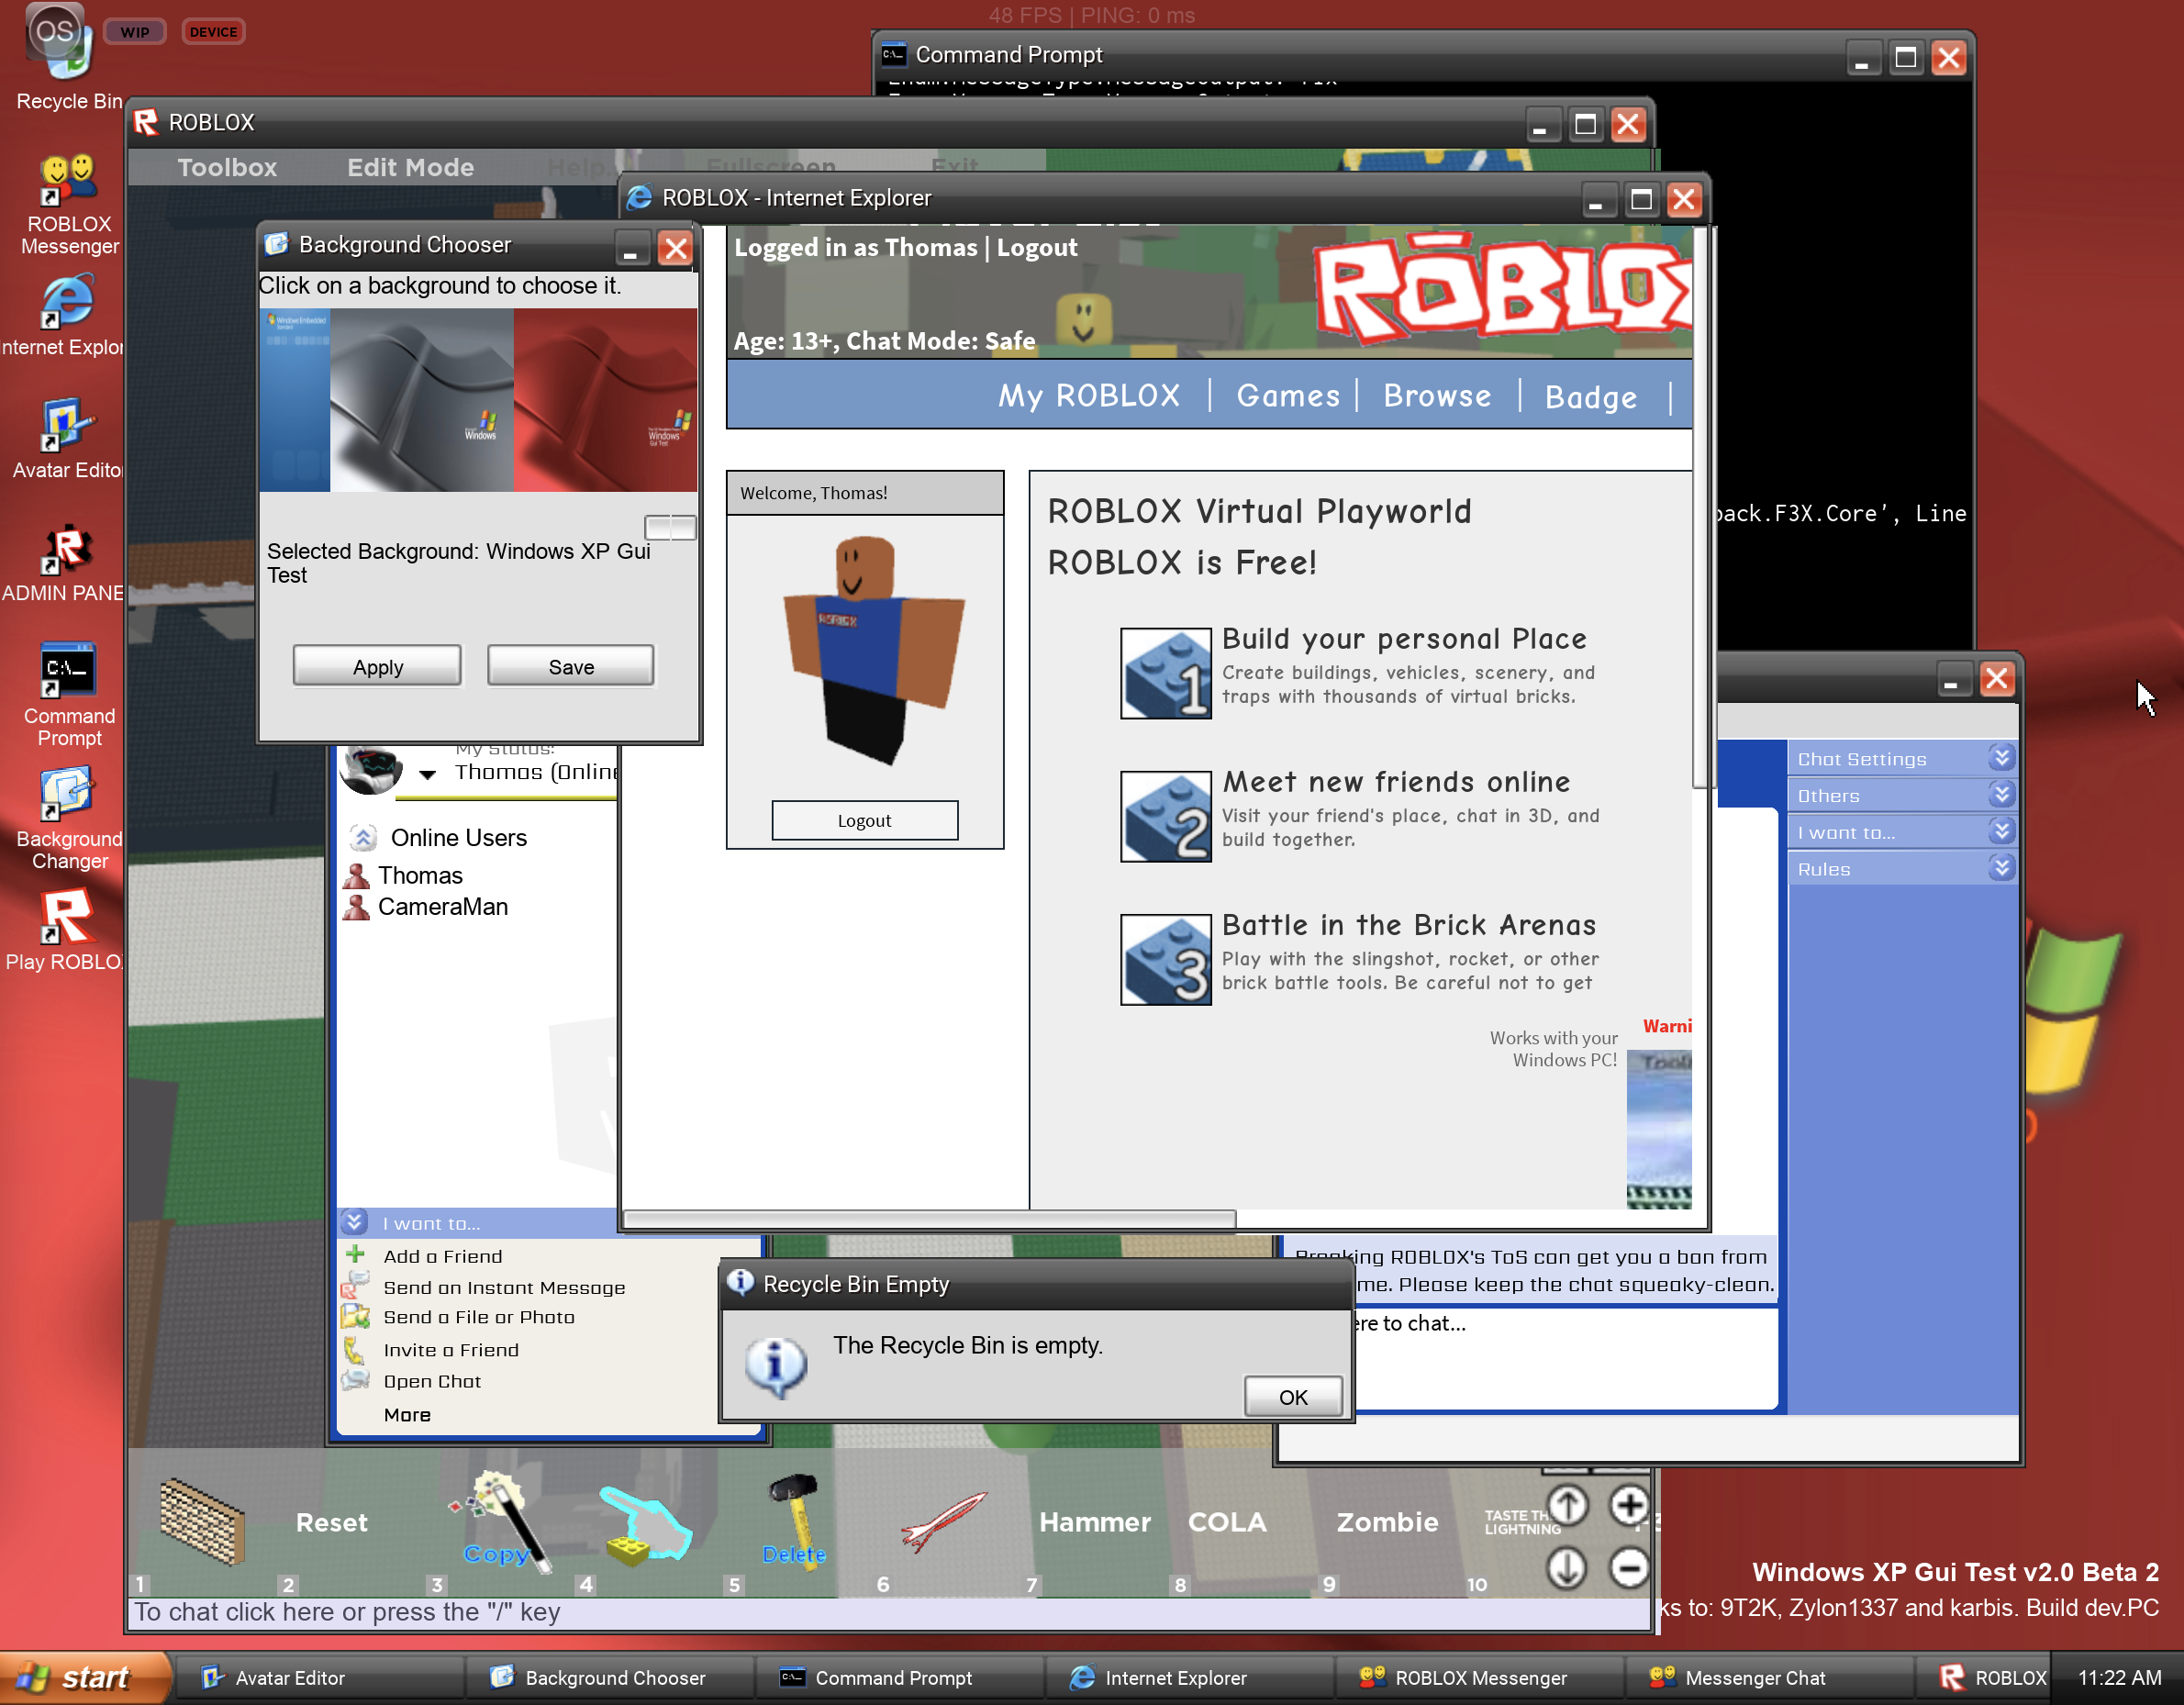 OS
WIP
DEVICE
48 FPS | PING: 0 ms
Recycle Bin
ROBLOX
Messenger
Internet Explor
Avatar Editor
ADMIN PANE
Command
Prompt
Background
Changer
Play ROBLO
Command Prompt
ROBLOX
Toolbox
Edit Mode
Help...
Fullscreen
Exit
ROBLOX - Internet Explorer
Logged in as Thomas | Logout
Age: 13+, Chat Mode: Safe
ROBLOX
My ROBLOX | Games | Browse | Badge |
Background Chooser
Click on a background to choose it.
Selected Background: Windows XP Gui
Test
Apply
Save
Welcome, Thomas!
Logout
ROBLOX Virtual Playworld
ROBLOX is Free!
1
Build your personal Place
Create buildings, vehicles, scenery, and
traps with thousands of virtual bricks.
2
Meet new friends online
Visit your friend's place, chat in 3D, and
build together.
3
Battle in the Brick Arenas
Play with the slingshot, rocket, or other
brick battle tools. Be careful not to get
Works with your
Windows PC!
Warni
pack.F3X.Core', Line
My Status:
Thomas (Online
Online Users
Thomas
CameraMan
I want to...
Add a Friend
Send an Instant Message
Send a File or Photo
Invite a Friend
Open Chat
More
Chat Settings
Others
I want to...
Rules
Breaking ROBLOX's ToS can get you a ban from
me. Please keep the chat squeaky-clean.
ere to chat...
Recycle Bin Empty
The Recycle Bin is empty.
OK
Reset
Copy
Delete
Hammer
COLA
Zombie
TASTE TH
LIGHTNING
1
2
3
4
5
6
7
8
9
10
To chat click here or press the "/" key
Windows XP Gui Test v2.0 Beta 2
ks to: 9T2K, Zylon1337 and karbis. Build dev.PC
start
Avatar Editor
Background Chooser
Command Prompt
Internet Explorer
ROBLOX Messenger
Messenger Chat
ROBLOX
11:22 AM